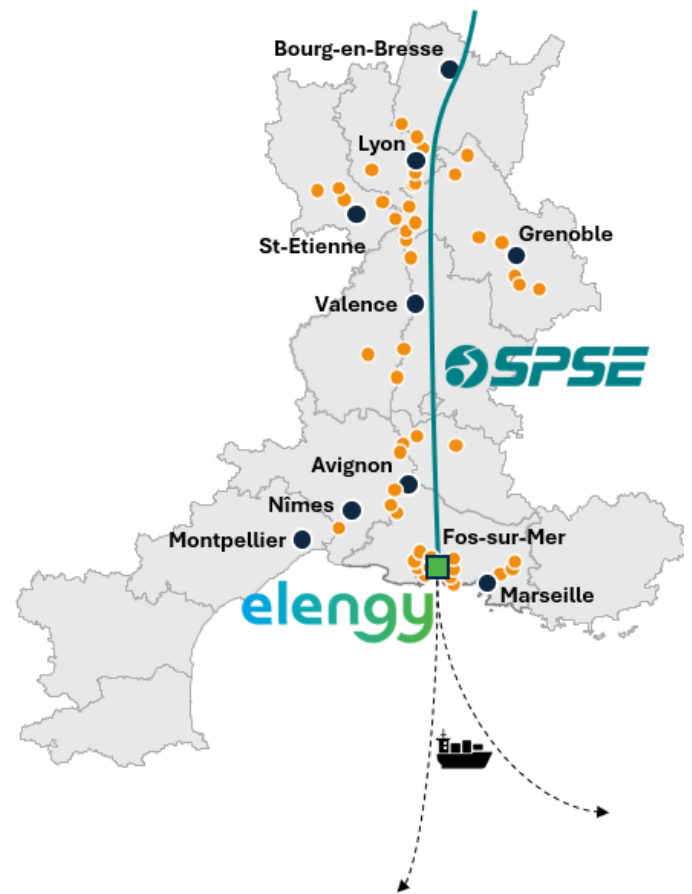 Bourg-en-Bresse
Lyon
St-Etienne
Grenoble
Valence
SPSE
Avignon
Nîmes
Montpellier
Fos-sur-Mer
Marseille
elengy